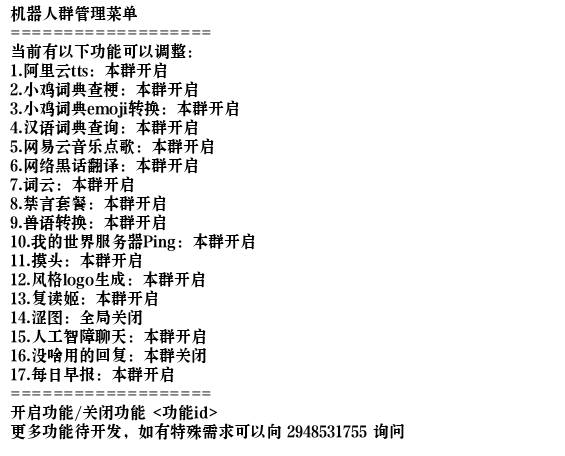 机器人群管理菜单
===================
当前有以下功能可以调整：
1.阿里云tts：本群开启
2.小鸡词典查梗：本群开启
3.小鸡词典emoji转换：本群开启
4.汉语词典查询：本群开启
5.网易云音乐点歌：本群开启
6.网络黑话翻译：本群开启
7.词云：本群开启
8.禁言套餐：本群开启
9.兽语转换：本群开启
10.我的世界服务器Ping：本群开启
11.摸头：本群开启
12.风格logo生成：本群开启
13.复读姬：本群开启
14.涩图：全局关闭
15.人工智障聊天：本群开启
16.没啥用的回复：本群关闭
17.每日早报：本群开启
===================
开启功能/关闭功能 <功能id>
更多功能待开发，如有特殊需求可以向 2948531755 询问